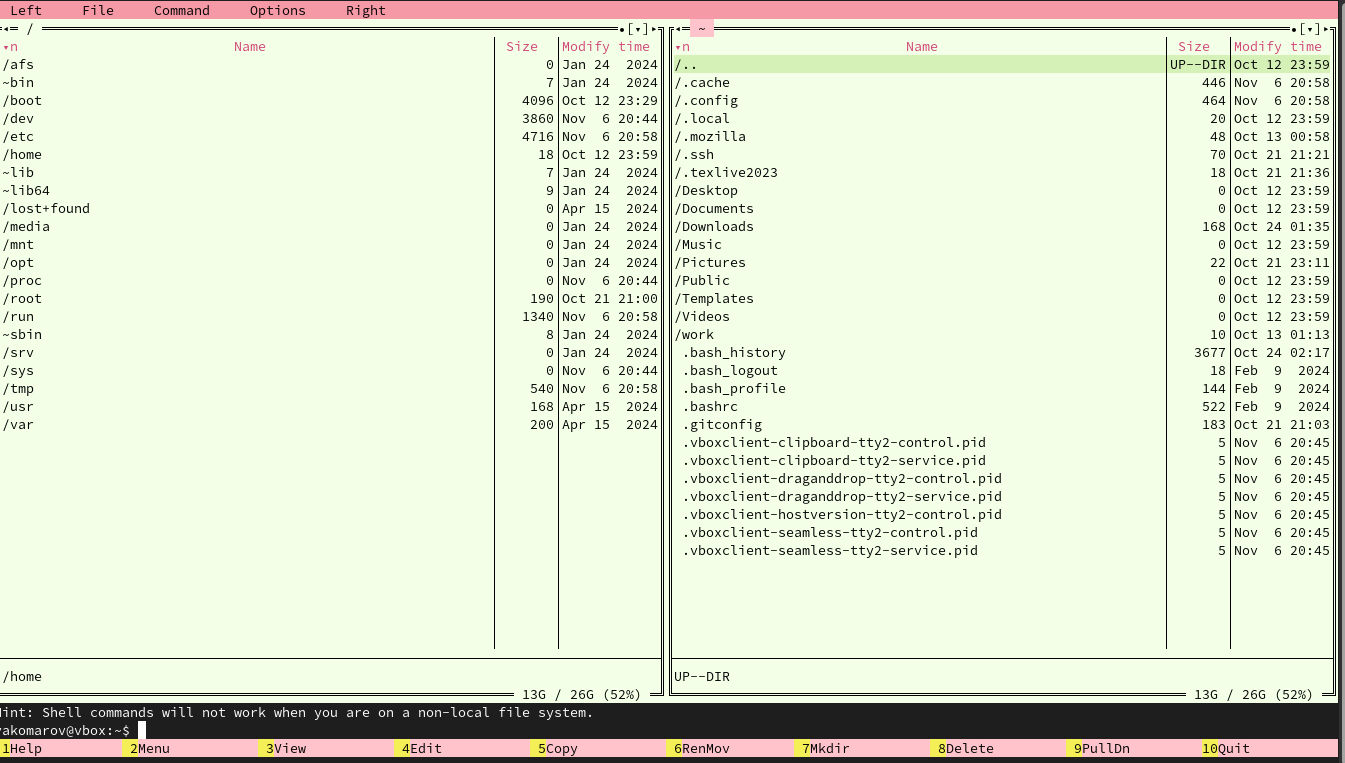 Left File Command Options Right
/ [▾] ~ [▾]
▾n Name Size Modify time ▾n Name Size Modify time
/afs 0 Jan 24 2024 /.. UP--DIR Oct 12 23:59
~bin 7 Jan 24 2024 /.cache 446 Nov 6 20:58
/boot 4096 Oct 12 23:29 /.config 464 Nov 6 20:58
/dev 3860 Nov 6 20:44 /.local 20 Oct 12 23:59
/etc 4716 Nov 6 20:58 /.mozilla 48 Oct 13 00:58
/home 18 Oct 12 23:59 /.ssh 70 Oct 21 21:21
~lib 7 Jan 24 2024 /.texlive2023 18 Oct 21 21:36
~lib64 9 Jan 24 2024 /Desktop 0 Oct 12 23:59
/lost+found 0 Apr 15 2024 /Documents 0 Oct 12 23:59
/media 0 Jan 24 2024 /Downloads 168 Oct 24 01:35
/mnt 0 Jan 24 2024 /Music 0 Oct 12 23:59
/opt 0 Jan 24 2024 /Pictures 22 Oct 21 23:11
/proc 0 Nov 6 20:44 /Public 0 Oct 12 23:59
/root 190 Oct 21 21:00 /Templates 0 Oct 12 23:59
/run 1340 Nov 6 20:58 /Videos 0 Oct 12 23:59
~sbin 8 Jan 24 2024 /work 10 Oct 13 01:13
/srv 0 Jan 24 2024 .bash_history 3677 Oct 24 02:17
/sys 0 Nov 6 20:44 .bash_logout 18 Feb 9 2024
/tmp 540 Nov 6 20:58 .bash_profile 144 Feb 9 2024
/usr 168 Apr 15 2024 .bashrc 522 Feb 9 2024
/var 200 Apr 15 2024 .gitconfig 183 Oct 21 21:03
.vboxclient-clipboard-tty2-control.pid 5 Nov 6 20:45
.vboxclient-clipboard-tty2-service.pid 5 Nov 6 20:45
.vboxclient-draganddrop-tty2-control.pid 5 Nov 6 20:45
.vboxclient-draganddrop-tty2-service.pid 5 Nov 6 20:45
.vboxclient-hostversion-tty2-control.pid 5 Nov 6 20:45
.vboxclient-seamless-tty2-control.pid 5 Nov 6 20:45
.vboxclient-seamless-tty2-service.pid 5 Nov 6 20:45
/home UP--DIR
13G / 26G (52%) 13G / 26G (52%)
Hint: Shell commands will not work when you are on a non-local file system.
yakomarov@vbox:~$
1Help 2Menu 3View 4Edit 5Copy 6RenMov 7Mkdir 8Delete 9PullDn 10Quit